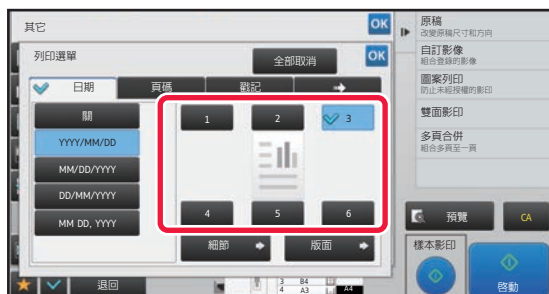 其它
OK
列印選單
全部取消
OK
日期
頁碼
戳記
關
YYYY/MM/DD
MM/DD/YYYY
DD/MM/YYYY
MM DD, YYYY
1
2
3
4
5
6
細節
版面
退回
3 B4
4 A3
A4
原稿
改變原稿尺寸和方向
自訂影像
組合登錄的影像
圖案列印
防止未經授權的影印
雙面影印
多頁合併
組合多頁至一頁
預覽
CA
樣本影印
啓動